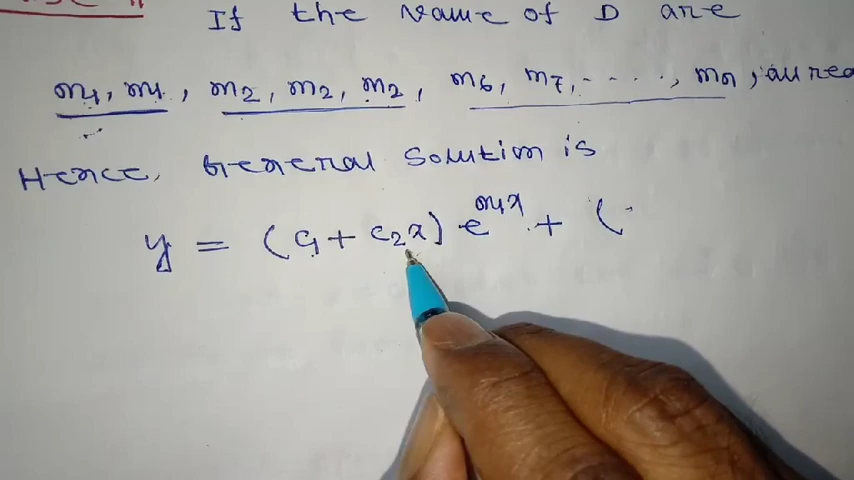 If the value of D are
m₁, m₁, m₂, m₂, m₂, m₆, m₇, ....., mₙ, all rea
Hence, General Solution is
y = (c₁ + c₂x) e^{m₁x} + (